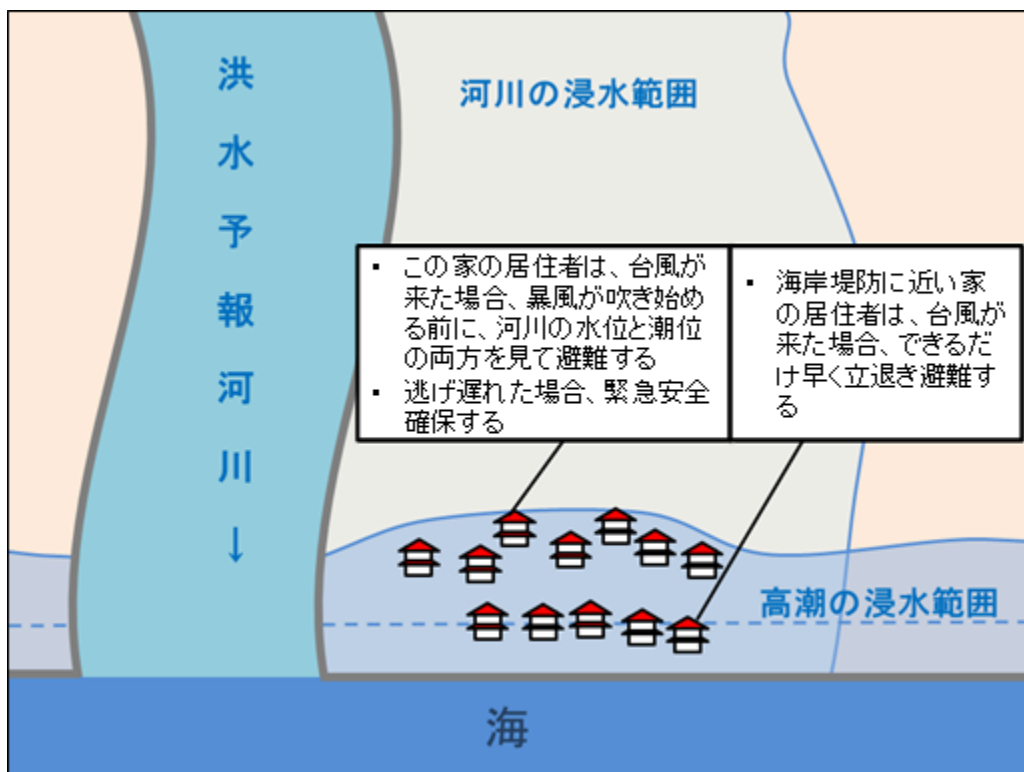 洪水予報河川↓
河川の浸水範囲
▪ この家の居住者は、台風が
来た場合、暴風が吹き始め
る前に、河川の水位と潮位
の両方を見て避難する
▪ 逃げ遅れた場合、緊急安全
確保する
▪ 海岸堤防に近い家
の居住者は、台風が
来た場合、できるだ
け早く立退き避難す
る
高潮の浸水範囲
海